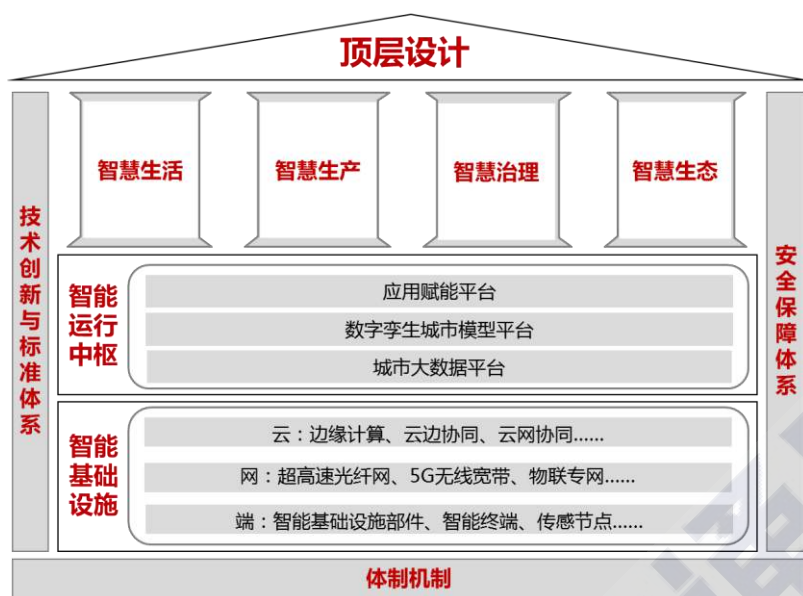 顶层设计
智慧生活
智慧生产
智慧治理
智慧生态
技术创新与标准体系
安全保障体系
智能
运行
中枢
应用赋能平台
数字孪生城市模型平台
城市大数据平台
智能
基础
设施
云：边缘计算、云边协同、云网协同......
网：超高速光纤网、5G无线宽带、物联专网......
端：智能基础设施部件、智能终端、传感节点......
体制机制